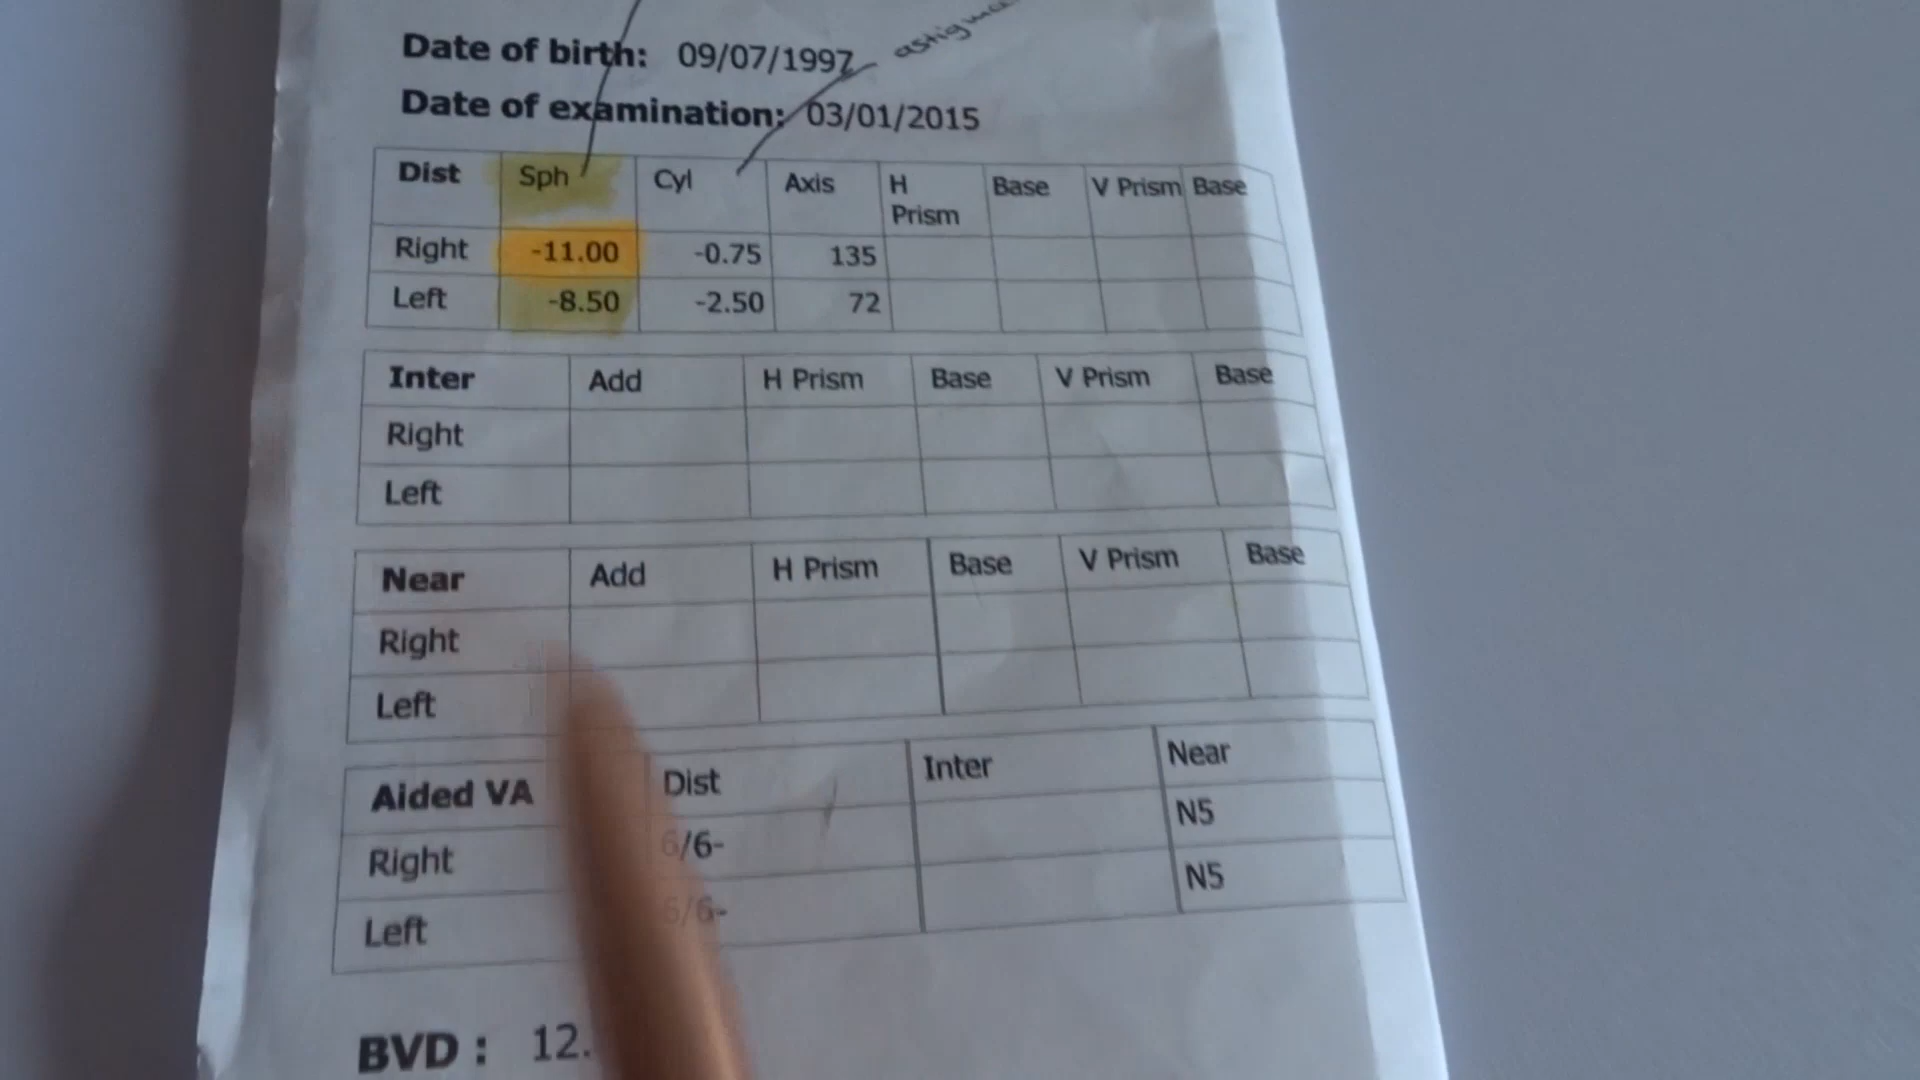 Date of birth: 09/07/1997
Date of examination: 03/01/2015
Dist Sph Cyl Axis H Prism Base V Prism Base
Right -11.00 -0.75 135
Left -8.50 -2.50 72
Inter Add H Prism Base V Prism Base
Right
Left
Near Add H Prism Base V Prism Base
Right
Left
Aided VA Dist Inter Near
Right 6/6- N5
Left 6/6- N5
BVD : 12.